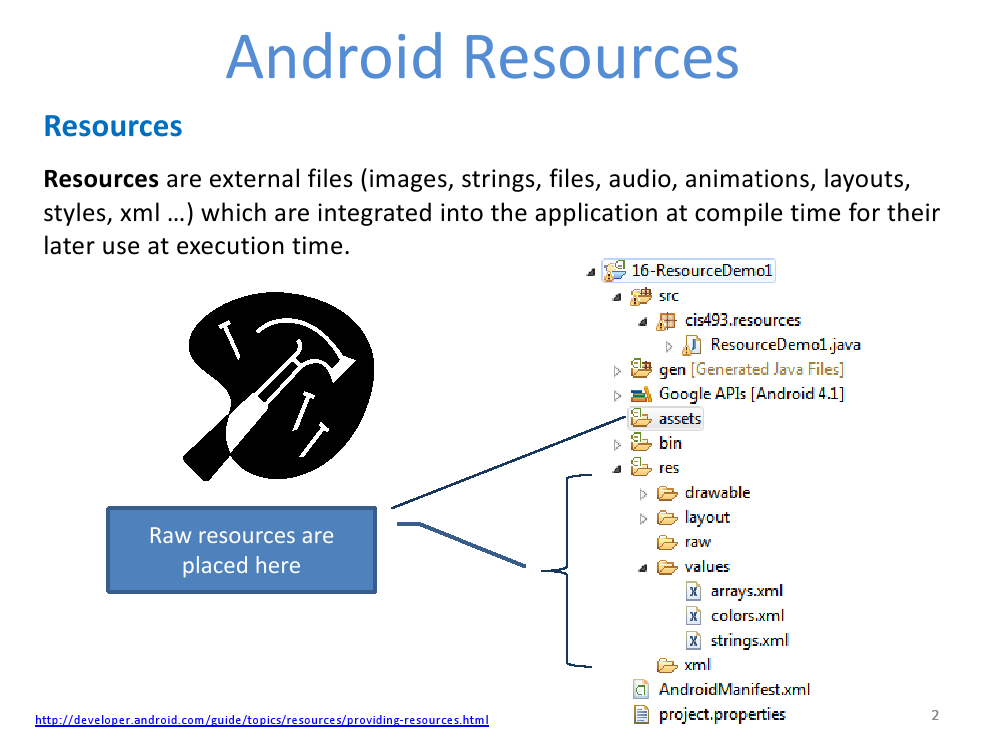 Android Resources
Resources
Resources are external files (images, strings, files, audio, animations, layouts,
styles, xml …) which are integrated into the application at compile time for their
later use at execution time.
16-ResourceDemo1
src
cis493.resources
ResourceDemo1.java
gen [Generated Java Files]
Google APIs [Android 4.1]
assets
bin
res
drawable
layout
raw
values
arrays.xml
colors.xml
strings.xml
xml
AndroidManifest.xml
project.properties
Raw resources are
placed here
http://developer.android.com/guide/topics/resources/providing-resources.html
2